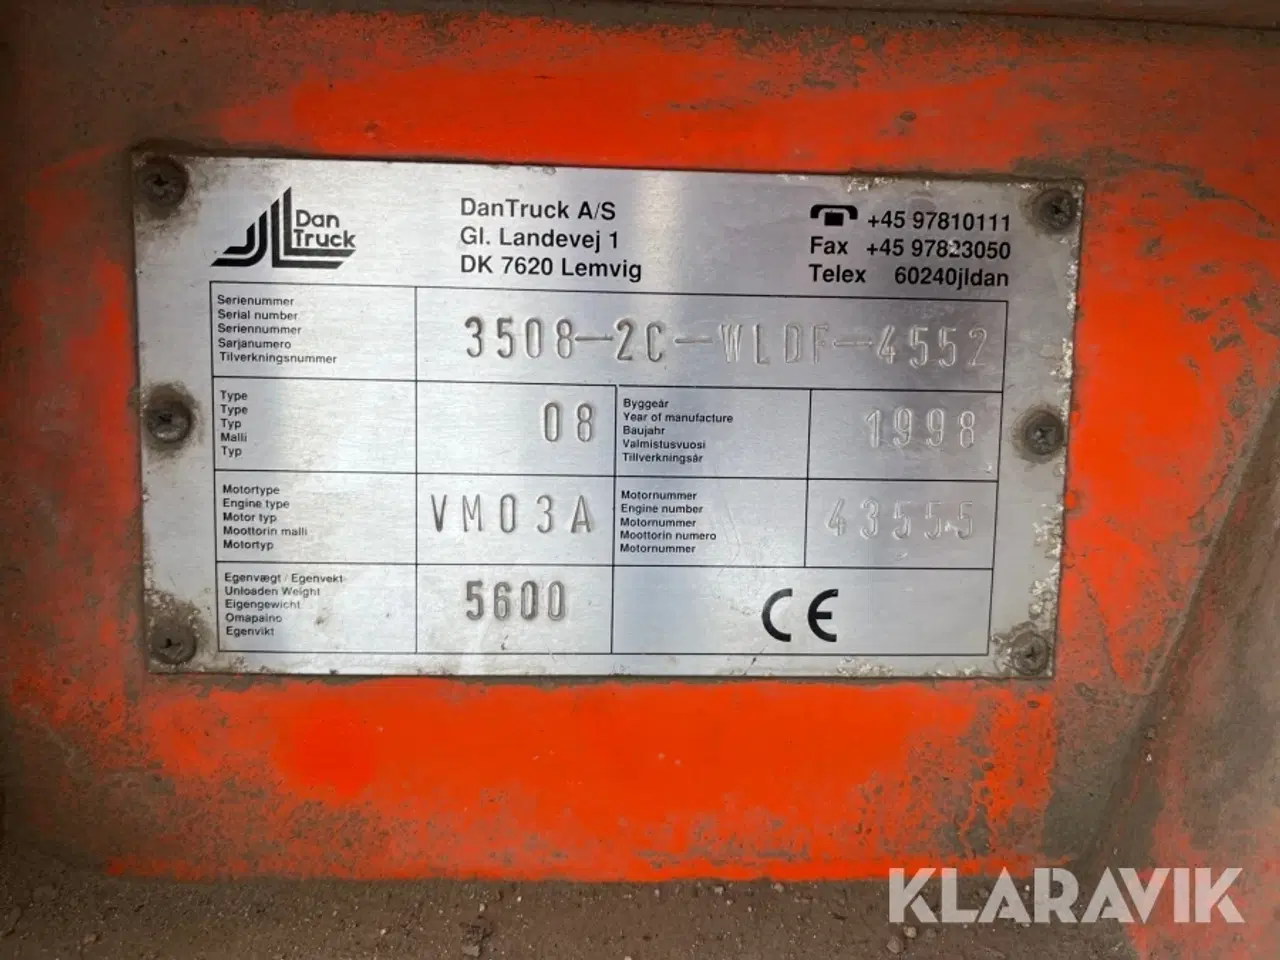 Dan
Truck
DanTruck A/S
Gl. Landevej 1
DK 7620 Lemvig
+45 97810111
Fax +45 97823050
Telex 60240jldan
Serienummer
Serial number
Seriennummer
Sarjanumero
Tilverkningsnummer
3508-2C-WLDF-4552
Type
Type
Typ
Malli
Typ
08
Byggeår
Year of manufacture
Baujahr
Valmistusvuosi
Tillverkningsår
1998
Motortype
Engine type
Motor typ
Moottorin malli
Motortyp
VM03A
Motornummer
Engine number
Motornummer
Moottorin numero
Motornummer
43555
Egenvægt / Egenvekt
Unloaden Weight
Eigengewicht
Omapaino
Egenvikt
5600
CE
KLARAVIK